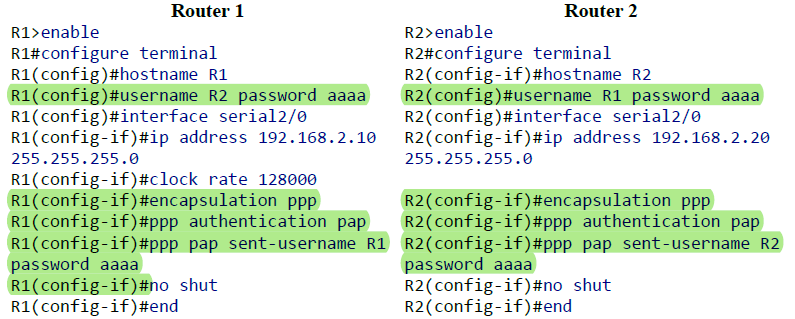 Router 1
R1>enable
R1#configure terminal
R1(config)#hostname R1
R1(config)#username R2 password aaaa
R1(config)#interface serial2/0
R1(config-if)#ip address 192.168.2.10
255.255.255.0
R1(config-if)#clock rate 128000
R1(config-if)#encapsulation ppp
R1(config-if)#ppp authentication pap
R1(config-if)#ppp pap sent-username R1
password aaaa
R1(config-if)#no shut
R1(config-if)#end
Router 2
R2>enable
R2#configure terminal
R2(config-if)#hostname R2
R2(config)#username R1 password aaaa
R2(config)#interface serial2/0
R2(config-if)#ip address 192.168.2.20
255.255.255.0
R2(config-if)#encapsulation ppp
R2(config-if)#ppp authentication pap
R2(config-if)#ppp pap sent-username R2
password aaaa
R2(config-if)#no shut
R2(config-if)#end